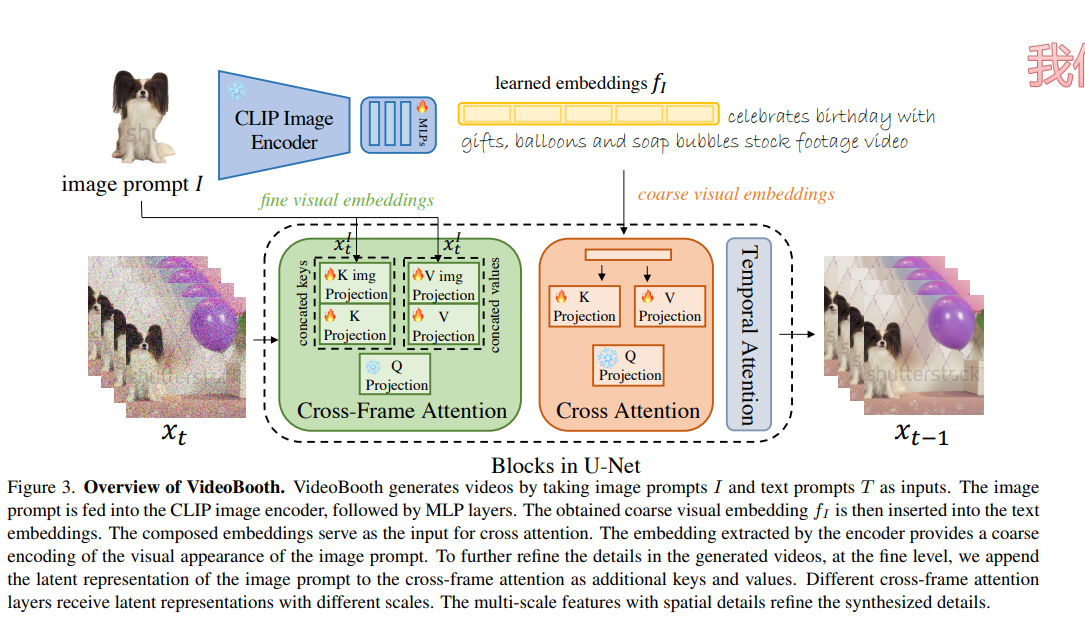 我
CLIP Image
Encoder
MLPs
learned embeddings f_I
celebrates birthday with
gifts, balloons and soap bubbles stock footage video
image prompt I
fine visual embeddings
coarse visual embeddings
x_t^I
x_t^I
concated keys
K img
Projection
K
Projection
V img
Projection
V
Projection
concated values
Q
Projection
Cross-Frame Attention
K
Projection
V
Projection
Q
Projection
Cross Attention
Temporal Attention
shutterstock
x_t
x_{t-1}
Blocks in U-Net
Figure 3. Overview of VideoBooth. VideoBooth generates videos by taking image prompts I and text prompts T as inputs. The image
prompt is fed into the CLIP image encoder, followed by MLP layers. The obtained coarse visual embedding f_I is then inserted into the text
embeddings. The composed embeddings serve as the input for cross attention. The embedding extracted by the encoder provides a coarse
encoding of the visual appearance of the image prompt. To further refine the details in the generated videos, at the fine level, we append
the latent representation of the image prompt to the cross-frame attention as additional keys and values. Different cross-frame attention
layers receive latent representations with different scales. The multi-scale features with spatial details refine the synthesized details.